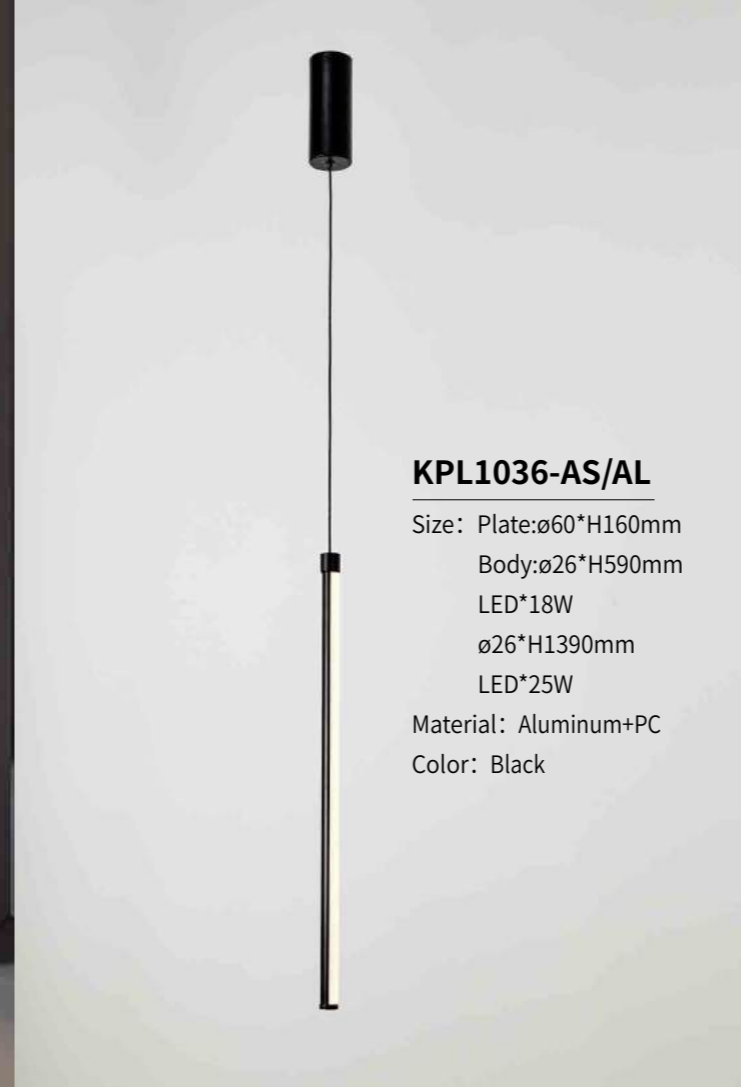 KPL1036-AS/AL
Size：Plate:ø60*H160mm
Body:ø26*H590mm
LED*18W
ø26*H1390mm
LED*25W
Material：Aluminum+PC
Color：Black